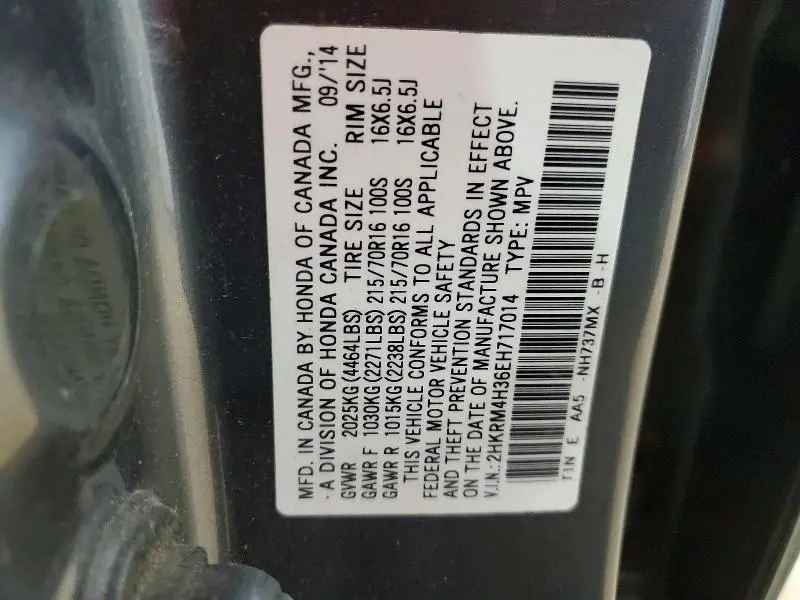 MFD. IN CANADA BY HONDA OF CANADA MFG.,
- A DIVISION OF HONDA CANADA INC. 09/'14
GVWR 2025KG(4464LBS) TIRE SIZE RIM SIZE
GAWR F 1030KG(2271LBS) 215/70R16 100S 16X6.5J
GAWR R 1015KG(2238LBS) 215/70R16 100S 16X6.5J
THIS VEHICLE CONFORMS TO ALL APPLICABLE
FEDERAL MOTOR VEHICLE SAFETY
AND THEFT PREVENTION STANDARDS IN EFFECT
ON THE DATE OF MANUFACTURE SHOWN ABOVE.
V.I.N.:2HKRM4H36EH717014 TYPE: MPV
T1N E AA5 -NH737MX -B -H